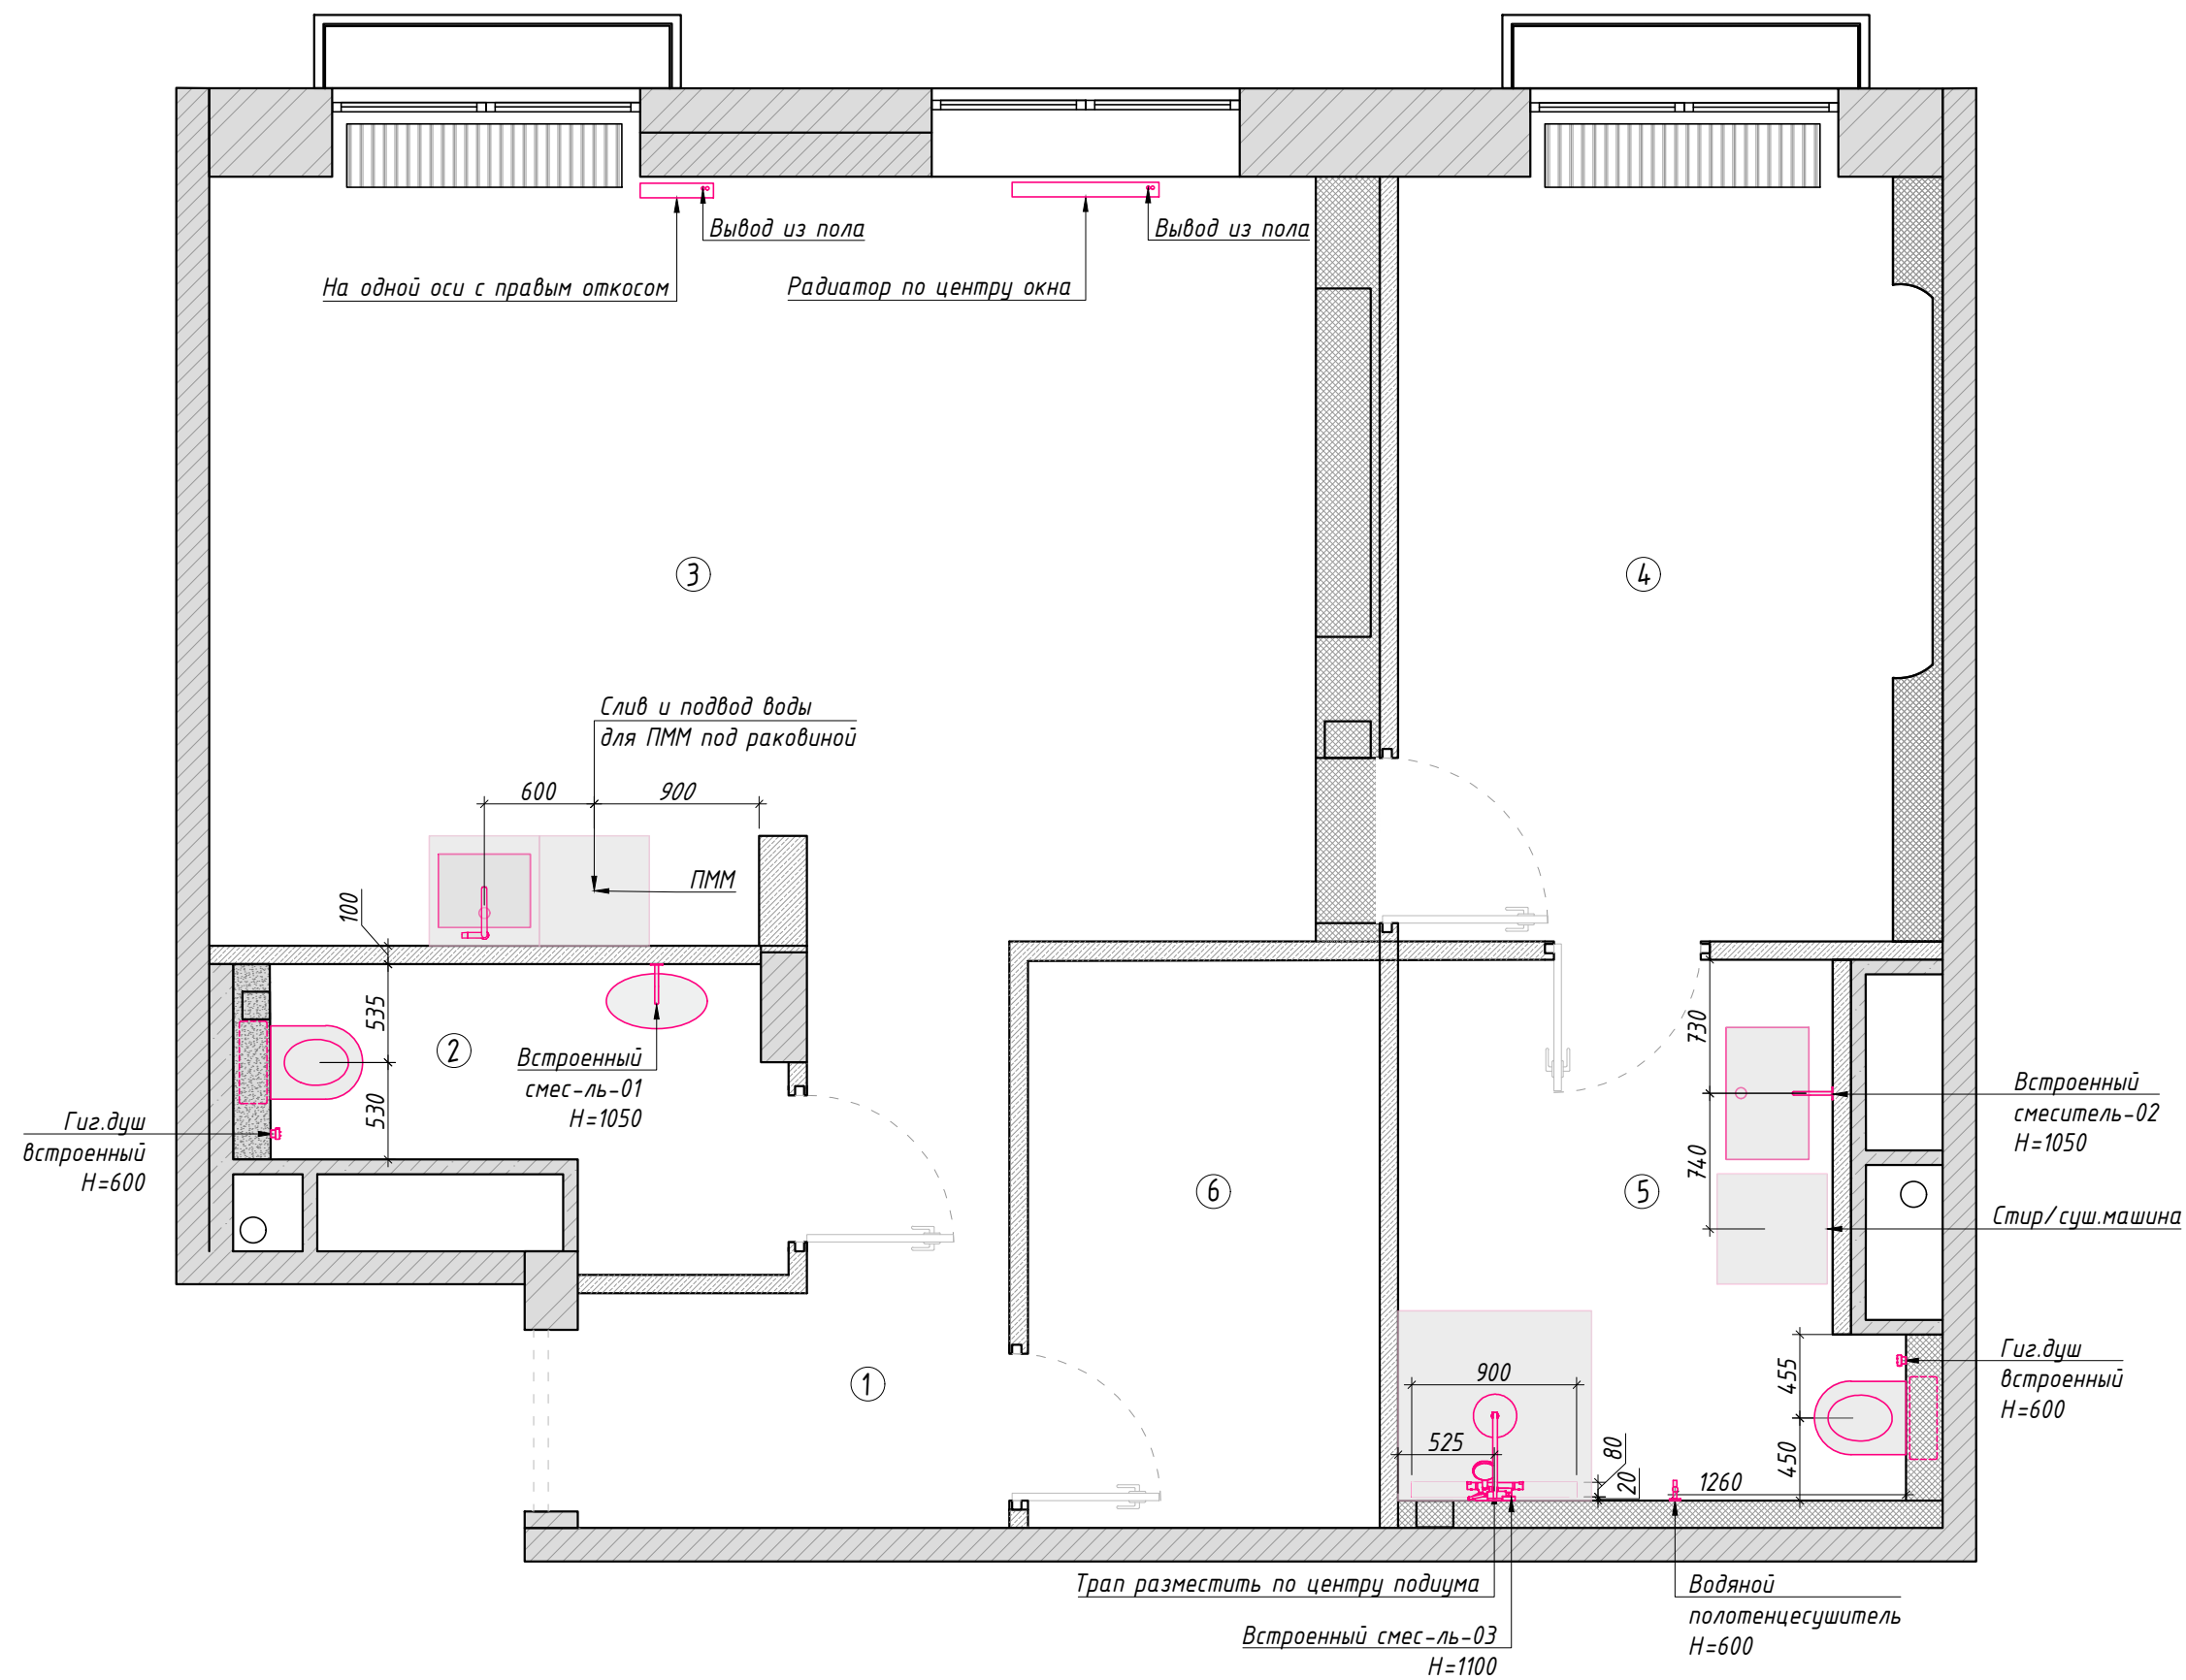 Вывод из пола
Вывод из пола
На одной оси с правым откосом
Радиатор по центру окна
3
4
Слив и подвод воды
для ПММ под раковиной
600
900
ПММ
100
535
530
2
Встроенный
смес-ль-01
H=1050
Гиг.душ
встроенный
H=600
730
740
Встроенный
смеситель-02
H=1050
6
5
Стир/суш.машина
1
Гиг.душ
встроенный
H=600
455
450
900
525
80
20
1260
Трап разместить по центру подиума
Встроенный смес-ль-03
H=1100
Водяной
полотенцесушитель
H=600